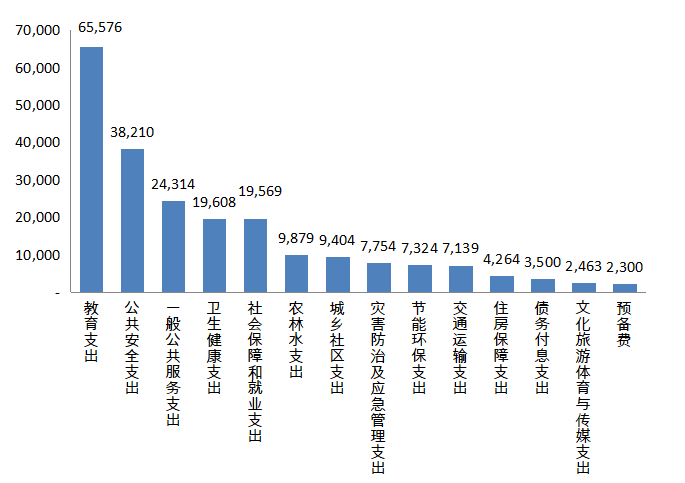 70,000
60,000
50,000
40,000
30,000
20,000
10,000
-
65,576
38,210
24,314
19,608
19,569
9,879
9,404
7,754
7,324
7,139
4,264
3,500
2,463
2,300
教育支出
公共安全支出
一般公共服务支出
卫生健康支出
社会保障和就业支出
农林水支出
城乡社区支出
灾害防治及应急管理支出
节能环保支出
交通运输支出
住房保障支出
债务付息支出
文化旅游体育与传媒支出
预备费